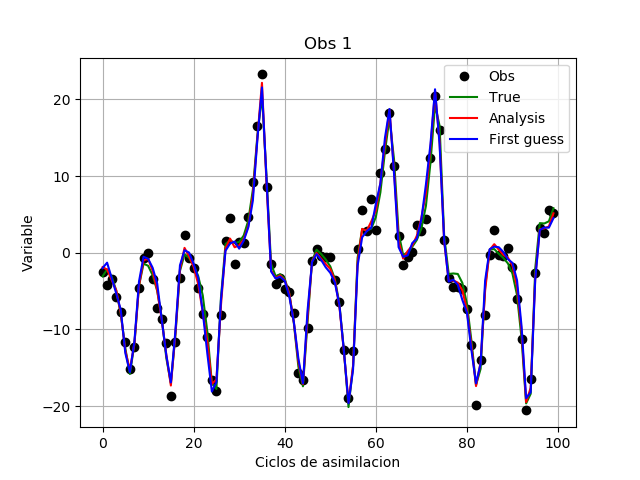 Obs 1
Obs
True
Analysis
First guess
Variable
20
10
0
−10
−20
0 20 40 60 80 100
Ciclos de asimilacion